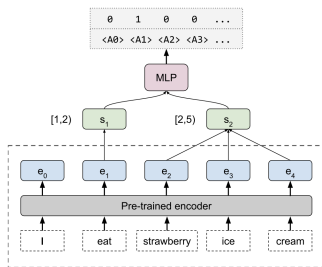 0 1 0 0 ...
<A0> <A1> <A2> <A3> ...
MLP
[1,2) s1 [2,5) s2
e0 e1 e2 e3 e4
Pre-trained encoder
I eat strawberry ice cream